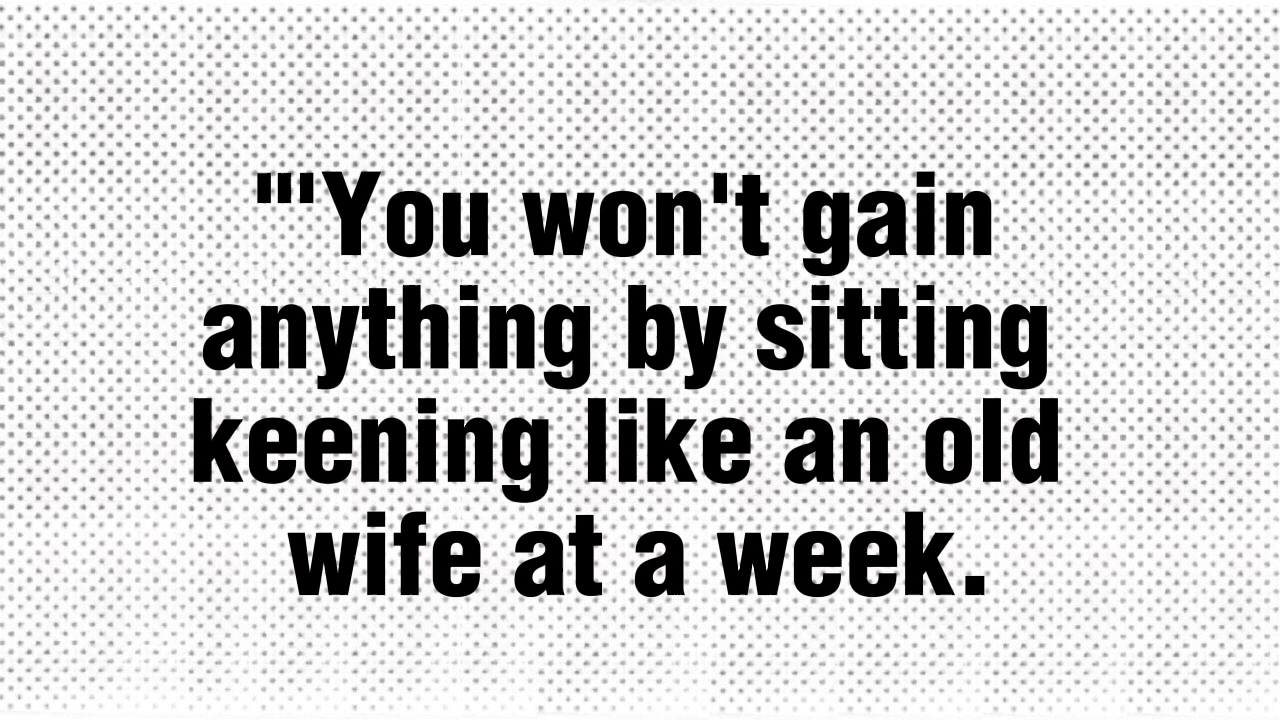 "'You won't gain
anything by sitting
keening like an old
wife at a week.